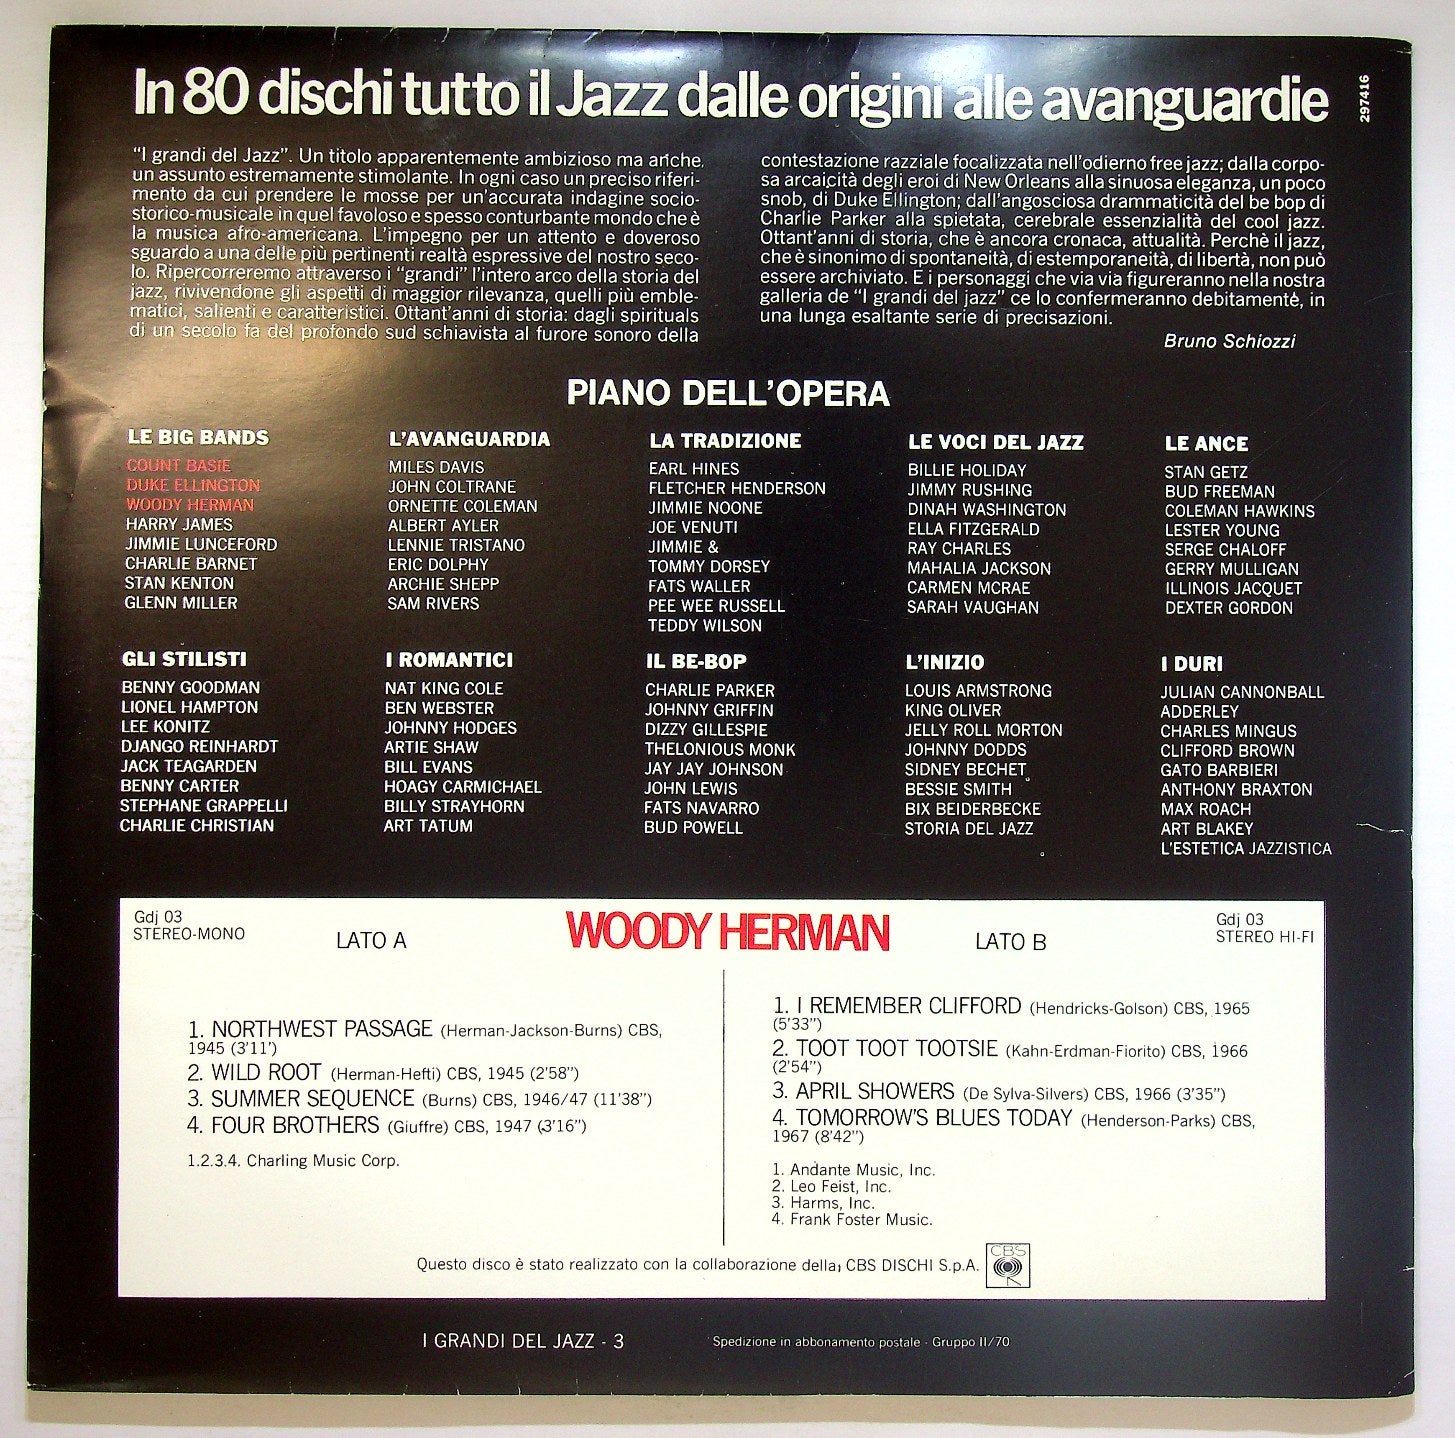 In 80 dischi tutto il Jazz dalle origini alle avanguardie
297416
“I grandi del Jazz”. Un titolo apparentemente ambizioso ma anche,
un assunto estremamente stimolante. In ogni caso un preciso riferi-
mento da cui prendere le mosse per un'accurata indagine socio-
storico-musicale in quel favoloso e spesso conturbante mondo che è
la musica afro-americana. L'impegno per un attento e doveroso
sguardo a una delle più pertinenti realtà espressive del nostro seco-
lo. Ripercorreremo attraverso i “grandi” l'intero arco della storia del
jazz, rivivendone gli aspetti di maggior rilevanza, quelli più emble-
matici, salienti e caratteristici. Ottant'anni di storia: dagli spirituals
di un secolo fa del profondo sud schiavista al furore sonoro della
contestazione razziale focalizzata nell'odierno free jazz; dalla corpo-
sa arcaicità degli eroi di New Orleans alla sinuosa eleganza, un poco
snob, di Duke Ellington; dall'angosciosa drammaticità del be bop di
Charlie Parker alla spietata, cerebrale essenzialità del cool jazz.
Ottant'anni di storia, che è ancora cronaca, attualità. Perchè il jazz,
che è sinonimo di spontaneità, di estemporaneità, di libertà, non può
essere archiviato. E i personaggi che via via figureranno nella nostra
galleria de “I grandi del jazz” ce lo confermeranno debitamente, in
una lunga esaltante serie di precisazioni.
Bruno Schiozzi
PIANO DELL'OPERA
LE BIG BANDS
COUNT BASIE
DUKE ELLINGTON
WOODY HERMAN
HARRY JAMES
JIMMIE LUNCEFORD
CHARLIE BARNET
STAN KENTON
GLENN MILLER
L'AVANGUARDIA
MILES DAVIS
JOHN COLTRANE
ORNETTE COLEMAN
ALBERT AYLER
LENNIE TRISTANO
ERIC DOLPHY
ARCHIE SHEPP
SAM RIVERS
LA TRADIZIONE
EARL HINES
FLETCHER HENDERSON
JIMMIE NOONE
JOE VENUTI
JIMMIE &
TOMMY DORSEY
FATS WALLER
PEE WEE RUSSELL
TEDDY WILSON
LE VOCI DEL JAZZ
BILLIE HOLIDAY
JIMMY RUSHING
DINAH WASHINGTON
ELLA FITZGERALD
RAY CHARLES
MAHALIA JACKSON
CARMEN MCRAE
SARAH VAUGHAN
LE ANCE
STAN GETZ
BUD FREEMAN
COLEMAN HAWKINS
LESTER YOUNG
SERGE CHALOFF
GERRY MULLIGAN
ILLINOIS JACQUET
DEXTER GORDON
GLI STILISTI
BENNY GOODMAN
LIONEL HAMPTON
LEE KONITZ
DJANGO REINHARDT
JACK TEAGARDEN
BENNY CARTER
STEPHANE GRAPPELLI
CHARLIE CHRISTIAN
I ROMANTICI
NAT KING COLE
BEN WEBSTER
JOHNNY HODGES
ARTIE SHAW
BILL EVANS
HOAGY CARMICHAEL
BILLY STRAYHORN
ART TATUM
IL BE-BOP
CHARLIE PARKER
JOHNNY GRIFFIN
DIZZY GILLESPIE
THELONIOUS MONK
JAY JAY JOHNSON
JOHN LEWIS
FATS NAVARRO
BUD POWELL
L'INIZIO
LOUIS ARMSTRONG
KING OLIVER
JELLY ROLL MORTON
JOHNNY DODDS
SIDNEY BECHET
BESSIE SMITH
BIX BEIDERBECKE
STORIA DEL JAZZ
I DURI
JULIAN CANNONBALL
ADDERLEY
CHARLES MINGUS
CLIFFORD BROWN
GATO BARBIERI
ANTHONY BRAXTON
MAX ROACH
ART BLAKEY
L'ESTETICA JAZZISTICA
Gdj 03
STEREO-MONO
LATO A
WOODY HERMAN
LATO B
Gdj 03
STEREO HI-FI
1. NORTHWEST PASSAGE (Herman-Jackson-Burns) CBS,
1945 (3'11')
2. WILD ROOT (Herman-Hefti) CBS, 1945 (2'58”)
3. SUMMER SEQUENCE (Burns) CBS, 1946/47 (11'38”)
4. FOUR BROTHERS (Giuffre) CBS, 1947 (3'16”)
1.2.3.4. Charling Music Corp.
1. I REMEMBER CLIFFORD (Hendricks-Golson) CBS, 1965
(5'33”)
2. TOOT TOOT TOOTSIE (Kahn-Erdman-Fiorito) CBS, 1966
(2'54”)
3. APRIL SHOWERS (De Sylva-Silvers) CBS, 1966 (3'35”)
4. TOMORROW'S BLUES TODAY (Henderson-Parks) CBS,
1967 (8'42”)
1. Andante Music, Inc.
2. Leo Feist, Inc.
3. Harms, Inc.
4. Frank Foster Music.
Questo disco è stato realizzato con la collaborazione della, CBS DISCHI S.p.A.
CBS
I GRANDI DEL JAZZ - 3
Spedizione in abbonamento postale - Gruppo II/70